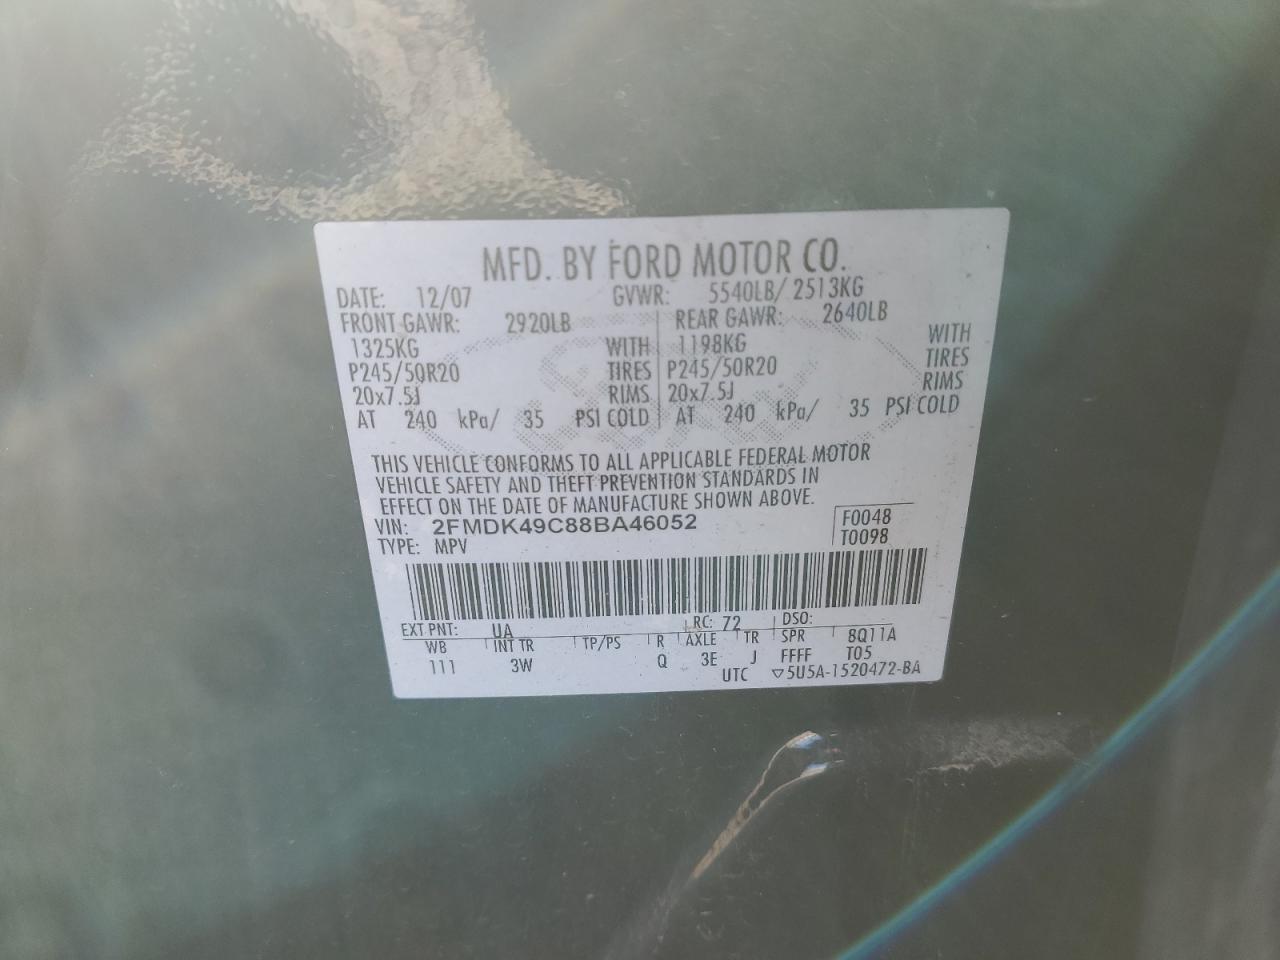 MFD. BY FORD MOTOR CO.
DATE: 12/07 GVWR: 5540LB/ 2513KG
FRONT GAWR: 2920LB REAR GAWR: 2640LB
1325KG WITH 1198KG WITH
P245/50R20 TIRES P245/50R20 TIRES
20x7.5J RIMS 20x7.5J RIMS
AT 240 kPa/ 35 PSI COLD AT 240 kPa/ 35 PSI COLD
THIS VEHICLE CONFORMS TO ALL APPLICABLE FEDERAL MOTOR
VEHICLE SAFETY AND THEFT PREVENTION STANDARDS IN
EFFECT ON THE DATE OF MANUFACTURE SHOWN ABOVE.
VIN: 2FMDK49C88BA46052 F0048
TYPE: MPV T0098
EXT PNT: UA RC: 72 DSO:
WB INT TR TP/PS R AXLE TR SPR 8Q11A
111 3W Q 3E J FFFF T05
UTC ▽5U5A-1520472-BA